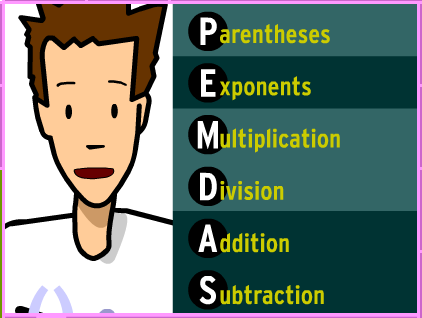 Parentheses
Exponents
Multiplication
Division
Addition
Subtraction